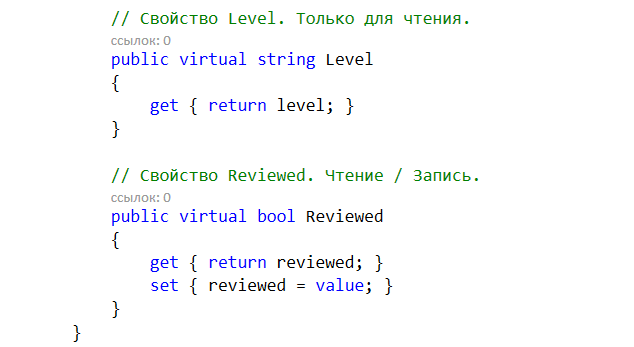 // Свойство Level. Только для чтения.
ссылок: 0
public virtual string Level
{
get { return level; }
}
// Свойство Reviewed. Чтение / Запись.
ссылок: 0
public virtual bool Reviewed
{
get { return reviewed; }
set { reviewed = value; }
}
}